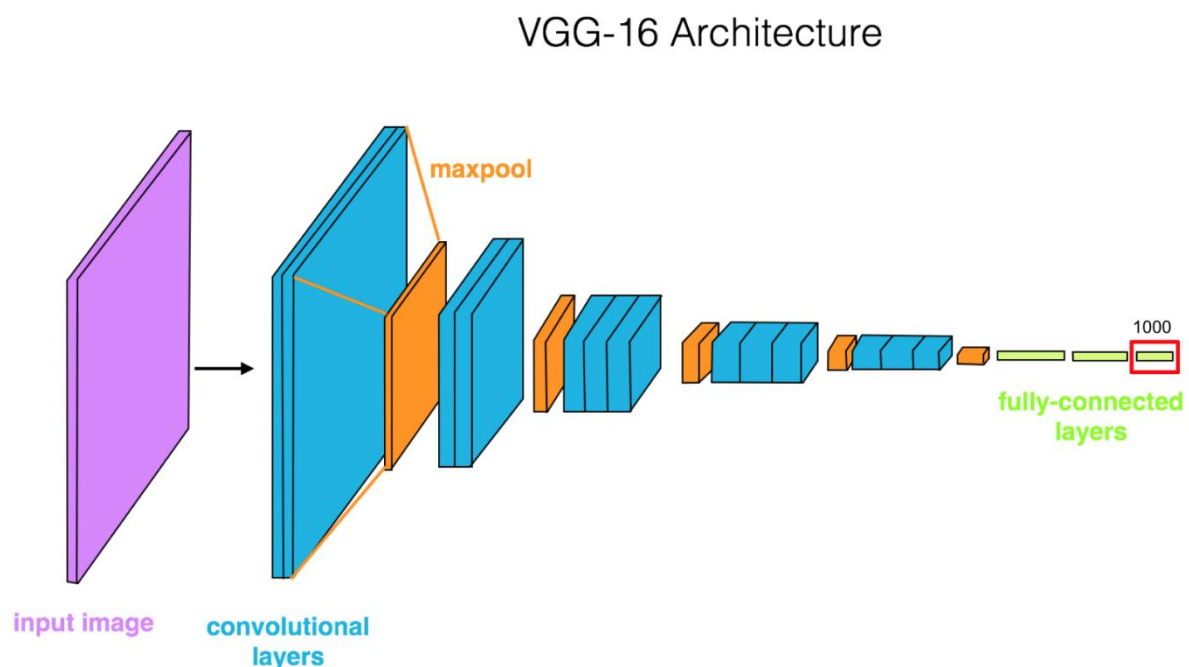 VGG-16 Architecture
maxpool
1000
fully-connected
layers
input image
convolutional
layers